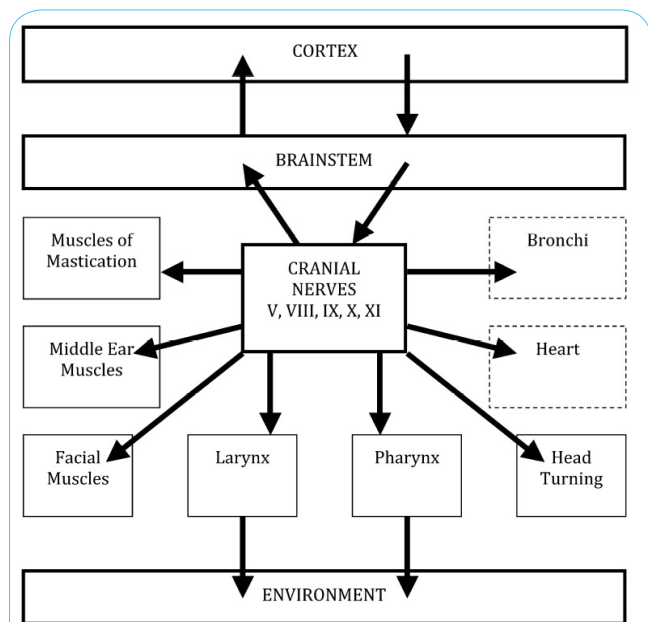 CORTEX
BRAINSTEM
Muscles of
Mastication
CRANIAL
NERVES
V, VIII, IX, X, XI
Bronchi
Middle Ear
Muscles
Heart
Facial
Muscles
Larynx
Pharynx
Head
Turning
ENVIRONMENT